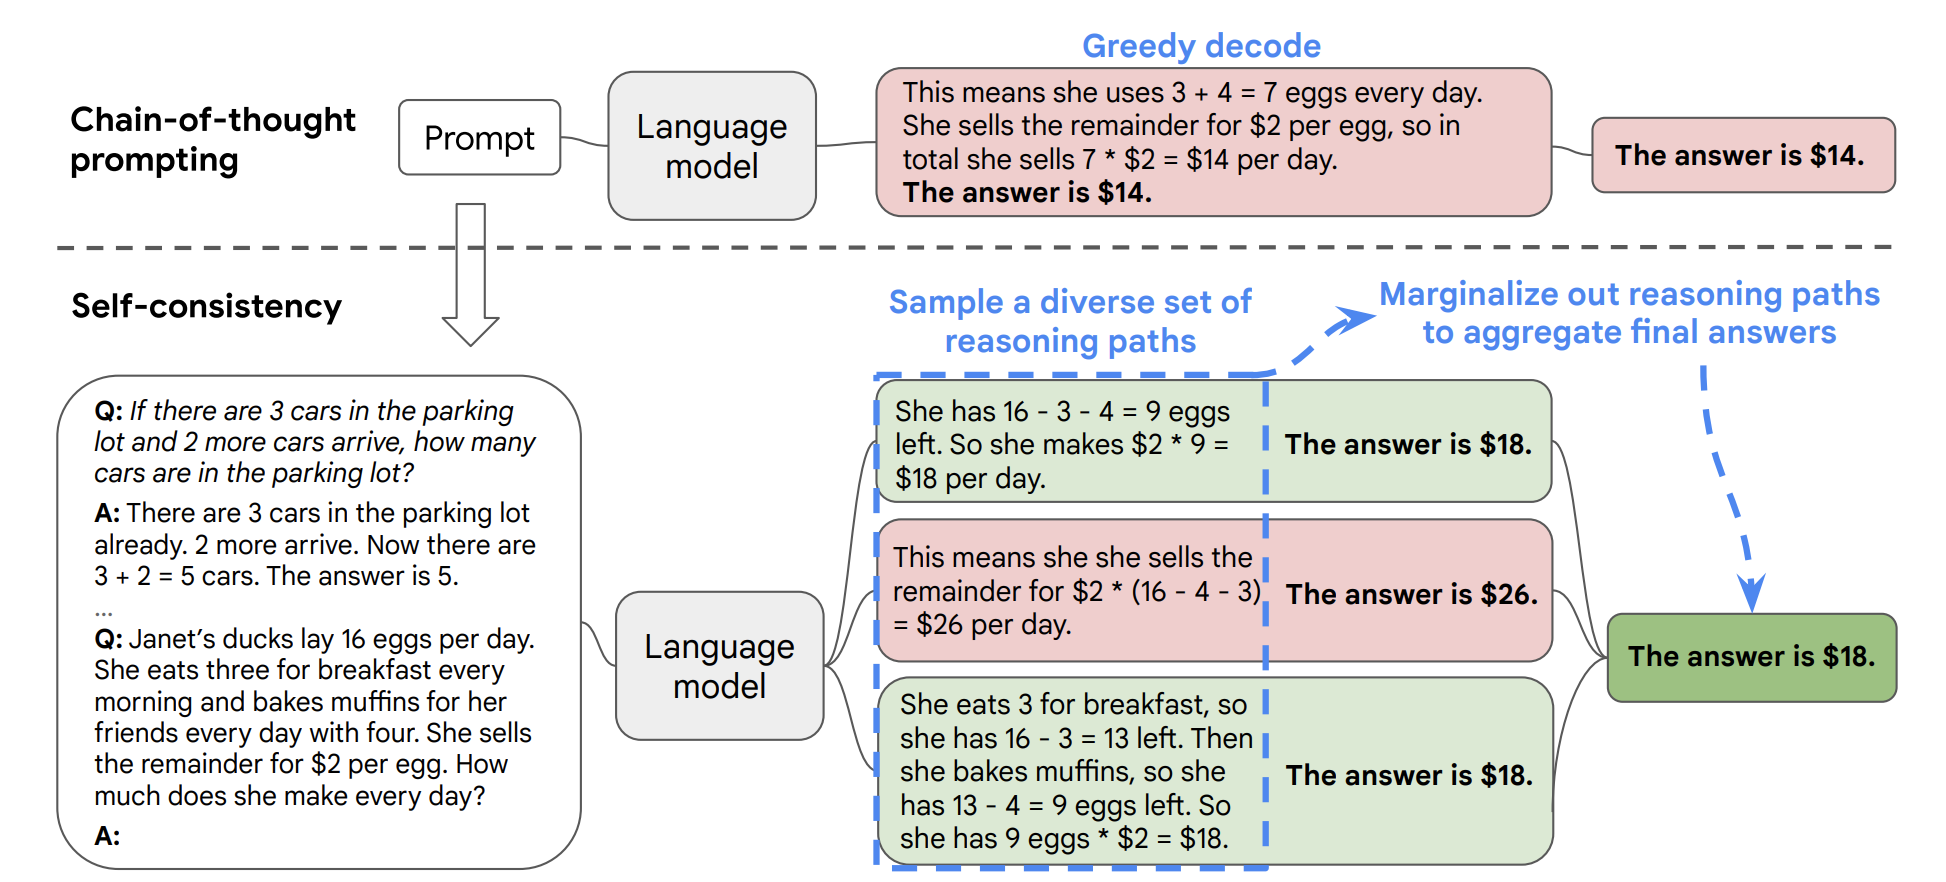 Greedy decode
Chain-of-thought
prompting
Prompt
Language
model
This means she uses 3 + 4 = 7 eggs every day.
She sells the remainder for $2 per egg, so in
total she sells 7 * $2 = $14 per day.
The answer is $14.
The answer is $14.
Self-consistency
Sample a diverse set of
reasoning paths
Marginalize out reasoning paths
to aggregate final answers
Q: If there are 3 cars in the parking
lot and 2 more cars arrive, how many
cars are in the parking lot?
A: There are 3 cars in the parking lot
already. 2 more arrive. Now there are
3 + 2 = 5 cars. The answer is 5.
...
Q: Janet’s ducks lay 16 eggs per day.
She eats three for breakfast every
morning and bakes muffins for her
friends every day with four. She sells
the remainder for $2 per egg. How
much does she make every day?
A:
Language
model
She has 16 - 3 - 4 = 9 eggs
left. So she makes $2 * 9 =
$18 per day.
The answer is $18.
This means she she sells the
remainder for $2 * (16 - 4 - 3)
= $26 per day.
The answer is $26.
She eats 3 for breakfast, so
she has 16 - 3 = 13 left. Then
she bakes muffins, so she
has 13 - 4 = 9 eggs left. So
she has 9 eggs * $2 = $18.
The answer is $18.
The answer is $18.